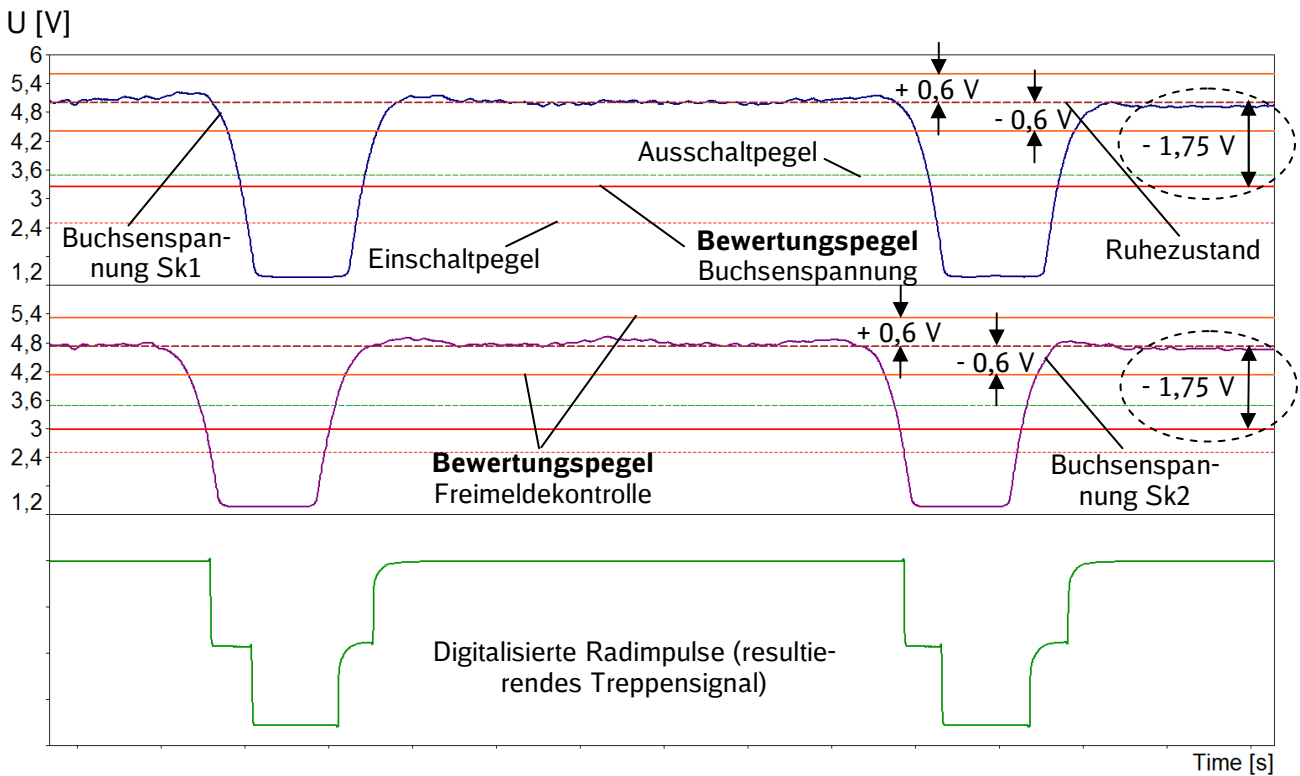 U [V]
6
5,4
4,8
4,2
3,6
3
2,4
1,2
+ 0,6 V
- 0,6 V
- 1,75 V
Ausschaltpegel
Buchsenspan-
nung Sk1
Einschaltpegel
Bewertungspegel
Buchsenspannung
Ruhezustand
5,4
4,8
4,2
3,6
3
2,4
1,2
+ 0,6 V
- 0,6 V
- 1,75 V
Bewertungspegel
Freimeldekontrolle
Buchsenspan-
nung Sk2
Digitalisierte Radimpulse (resultie-
rendes Treppensignal)
Time [s]